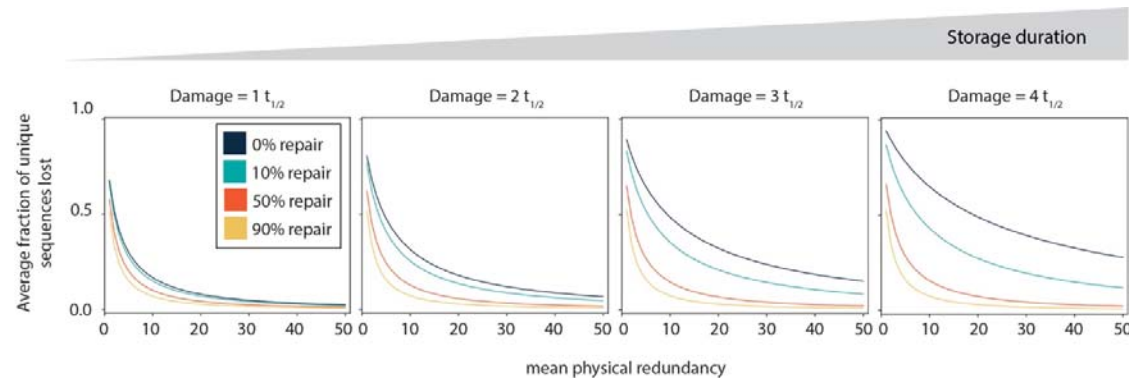 Storage duration
Damage = 1 t1/2
Damage = 2 t1/2
Damage = 3 t1/2
Damage = 4 t1/2
Average fraction of unique
sequences lost
1.0
0.5
0.0
0% repair
10% repair
50% repair
90% repair
0 10 20 30 40 50
0 10 20 30 40 50
0 10 20 30 40 50
0 10 20 30 40 50
mean physical redundancy